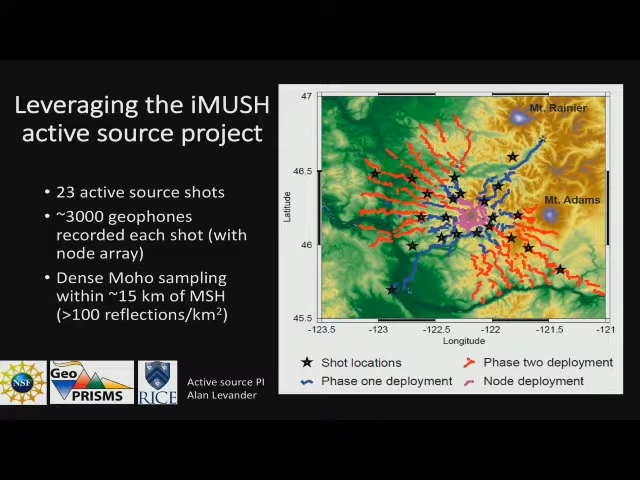 Leveraging the iMUSH
active source project
• 23 active source shots
• ~3000 geophones
recorded each shot (with
node array)
• Dense Moho sampling
within ~15 km of MSH
(>100 reflections/km²)
NSF
Geo
PRISMS
RICE
Active source PI
Alan Levander
47
46.5
46
45.5
Latitude
Mt. Rainier
Mt. Adams
-123.5 -123 -122.5 -122 -121.5 -121
Longitude
Shot locations
Phase two deployment
Phase one deployment
Node deployment